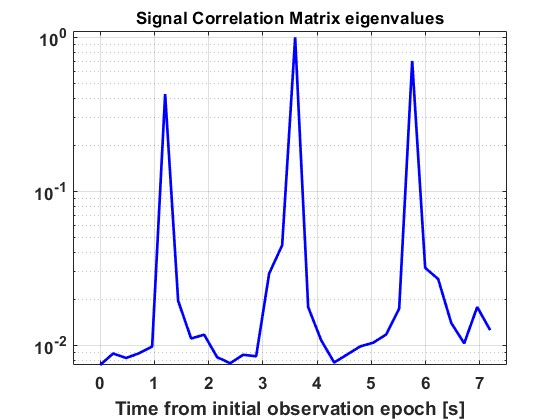 Signal Correlation Matrix eigenvalues
10^0
10^-1
10^-2
0 1 2 3 4 5 6 7
Time from initial observation epoch [s]